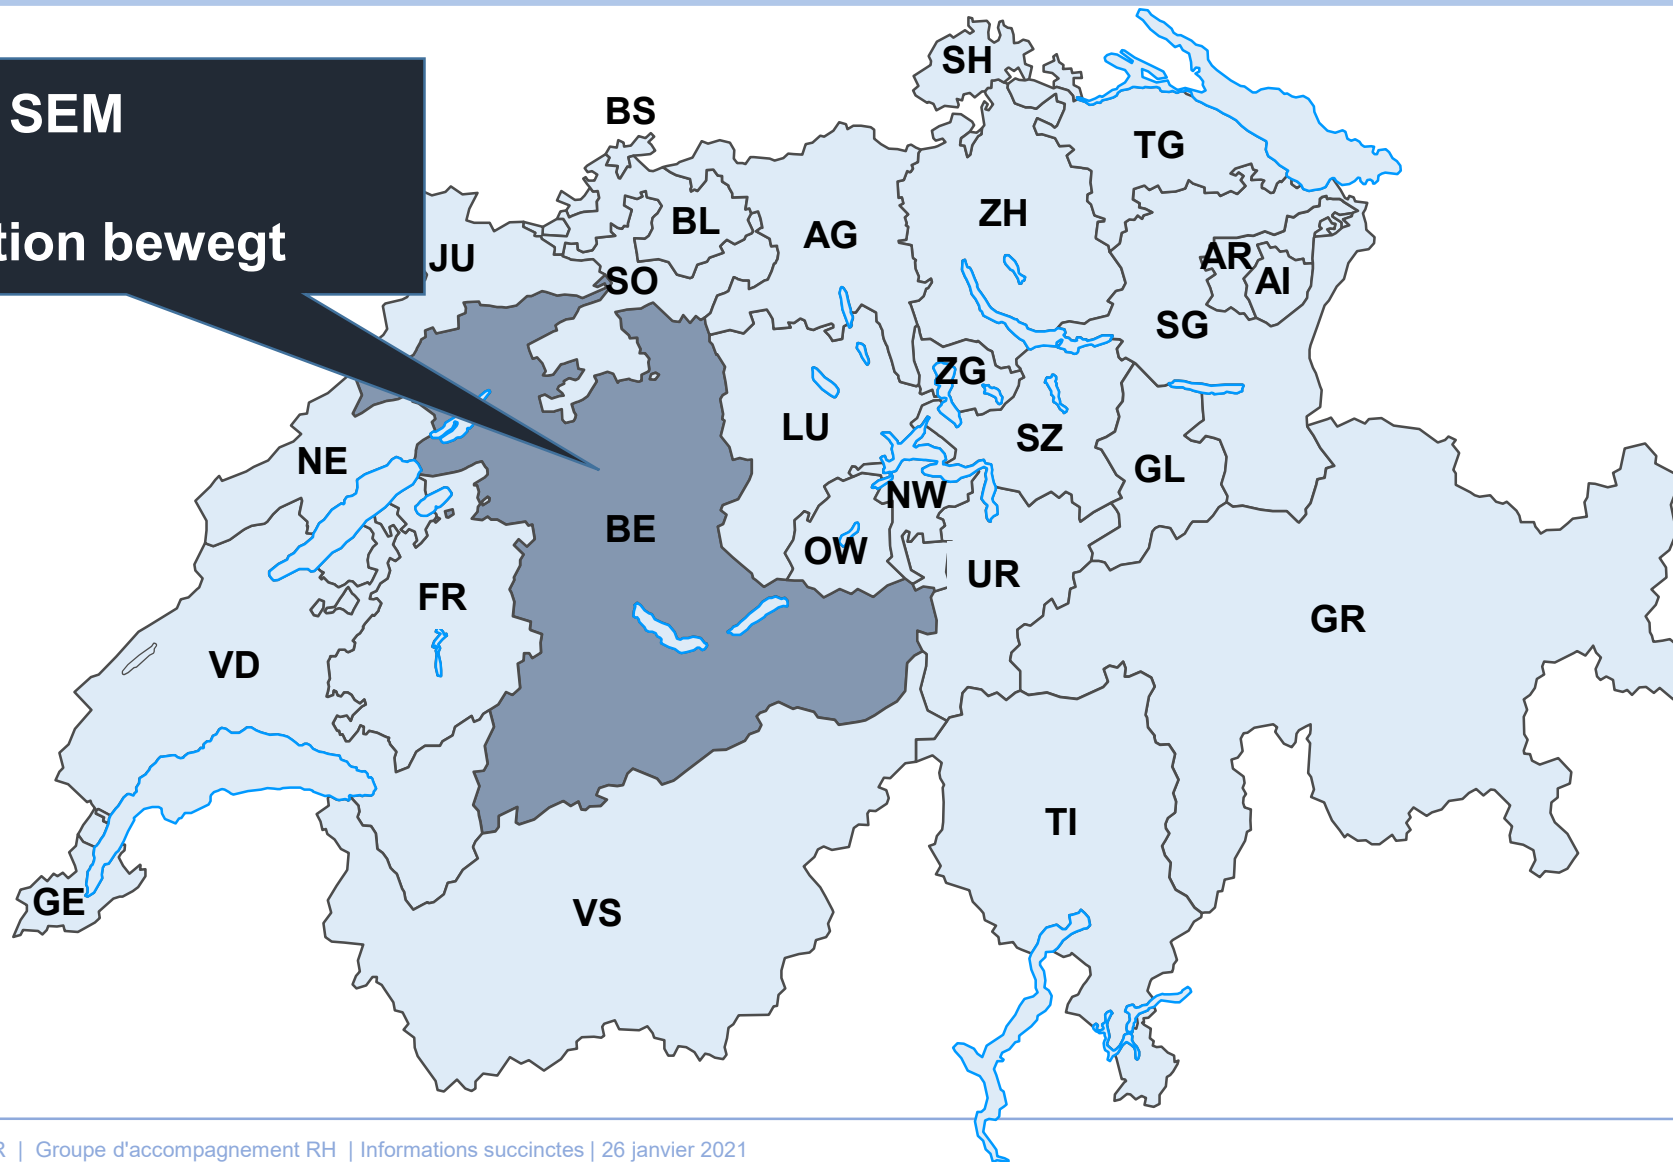 SH
SEM
BS
TG
BL
ZH
AG
tion bewegt
JU
AR
SO
AI
SG
ZG
LU
SZ
NE
GL
NW
BE
OW
UR
FR
GR
VD
TI
GE
VS
R | Groupe d'accompagnement RH | Informations succinctes | 26 janvier 2021